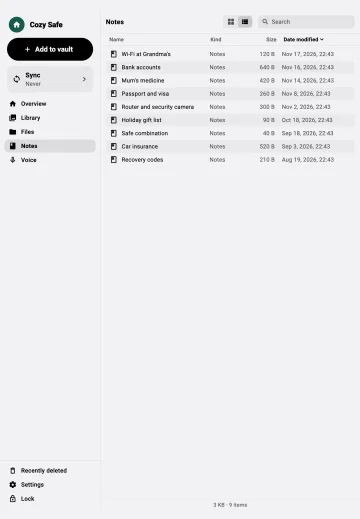 Cozy Safe
+ Add to vault
Sync
Never
Overview
Library
Files
Notes
Voice
Recently deleted
Settings
Lock
Notes
Search
Name Kind Size Date modified
Wi-Fi at Grandma's Notes 120 B Nov 17, 2026, 22:43
Bank accounts Notes 640 B Nov 16, 2026, 22:43
Mum's medicine Notes 420 B Nov 14, 2026, 22:43
Passport and visa Notes 260 B Nov 8, 2026, 22:43
Router and security camera Notes 300 B Nov 2, 2026, 22:43
Holiday gift list Notes 90 B Oct 18, 2026, 22:43
Safe combination Notes 40 B Sep 18, 2026, 22:43
Car insurance Notes 520 B Sep 3, 2026, 22:43
Recovery codes Notes 210 B Aug 19, 2026, 22:43
3 KB · 9 items